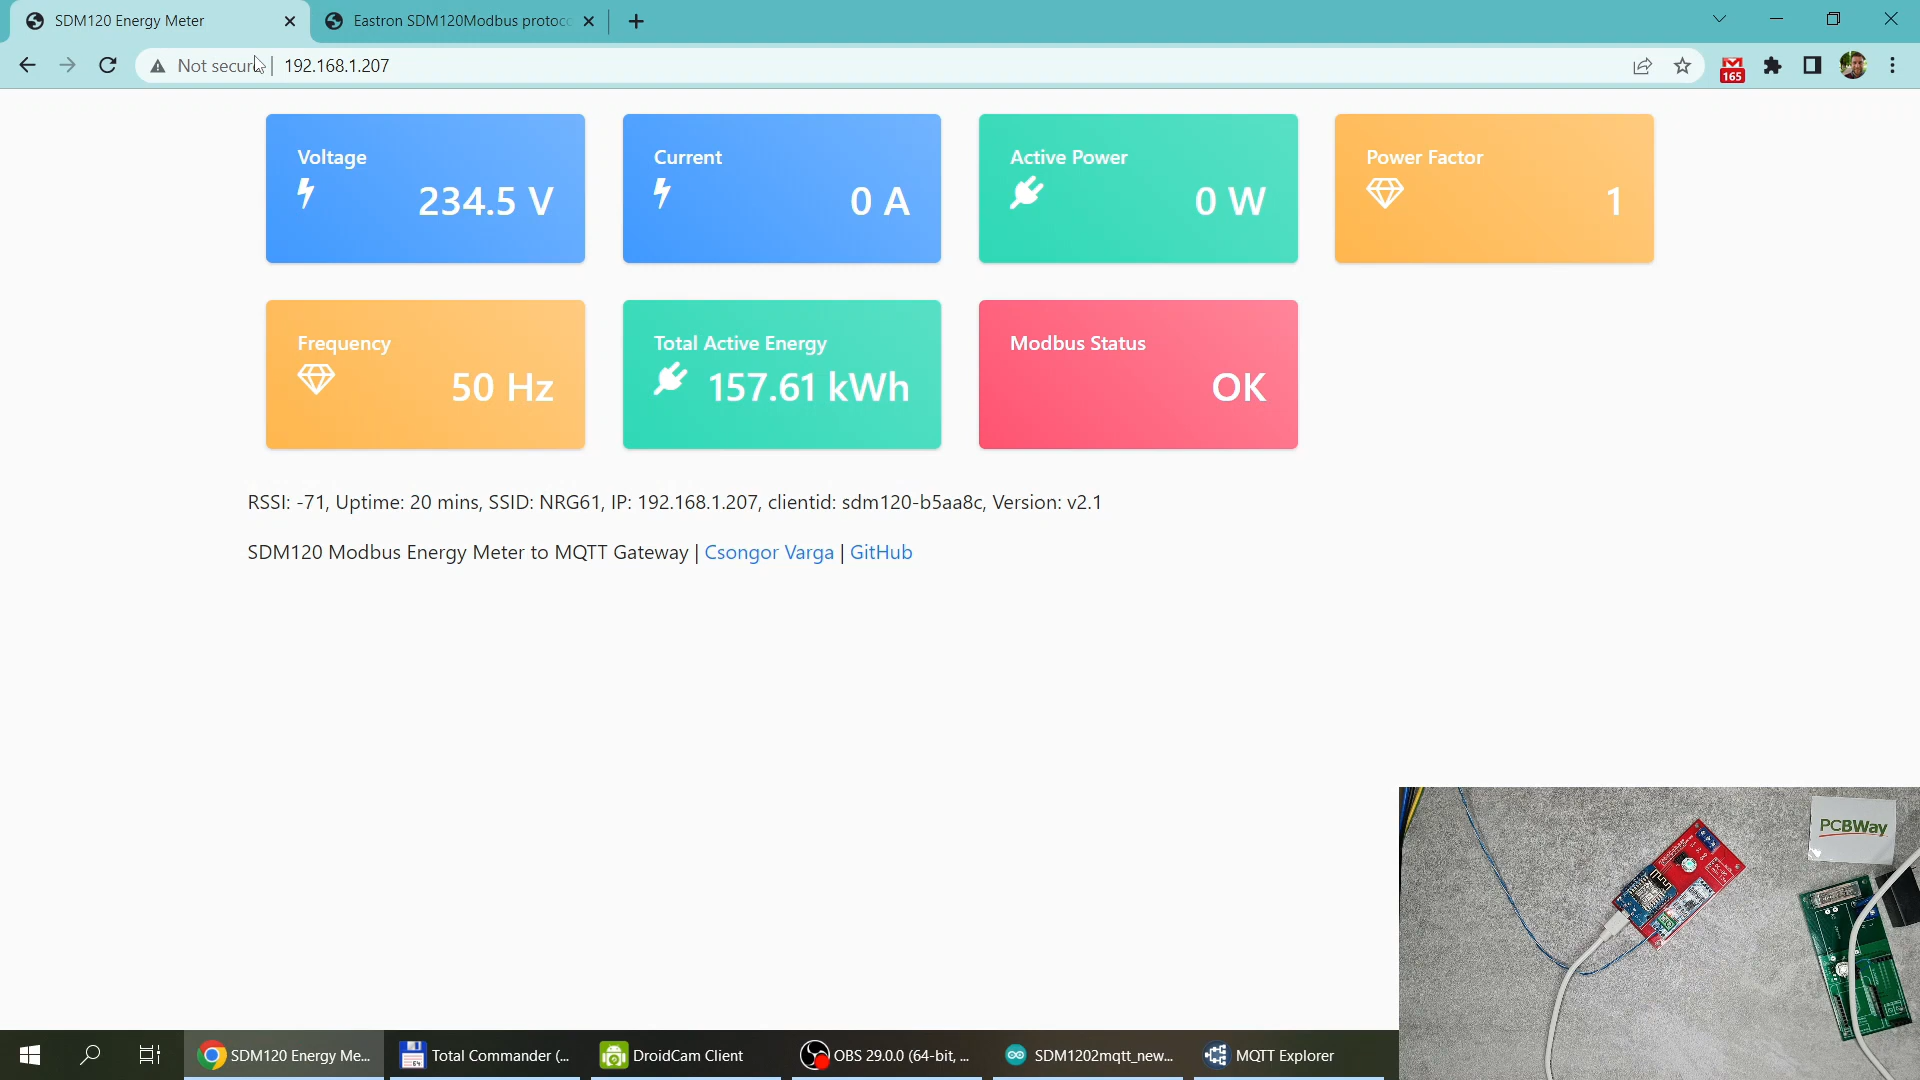 SDM120 Energy Meter
Eastron SDM120Modbus protoc
192.168.1.207
165
Voltage
234.5 V
Current
0 A
Active Power
0 W
Power Factor
1
Frequency
50 Hz
Total Active Energy
157.61 kWh
Modbus Status
OK
RSSI: -71, Uptime: 20 mins, SSID: NRG61, IP: 192.168.1.207, clientid: sdm120-b5aa8c, Version: v2.1
SDM120 Modbus Energy Meter to MQTT Gateway | Csongor Varga | GitHub
PCBWay
SDM120 Energy Me...
Total Commander (...
DroidCam Client
OBS 29.0.0 (64-bit, ...
SDM1202mqtt_new...
MQTT Explorer